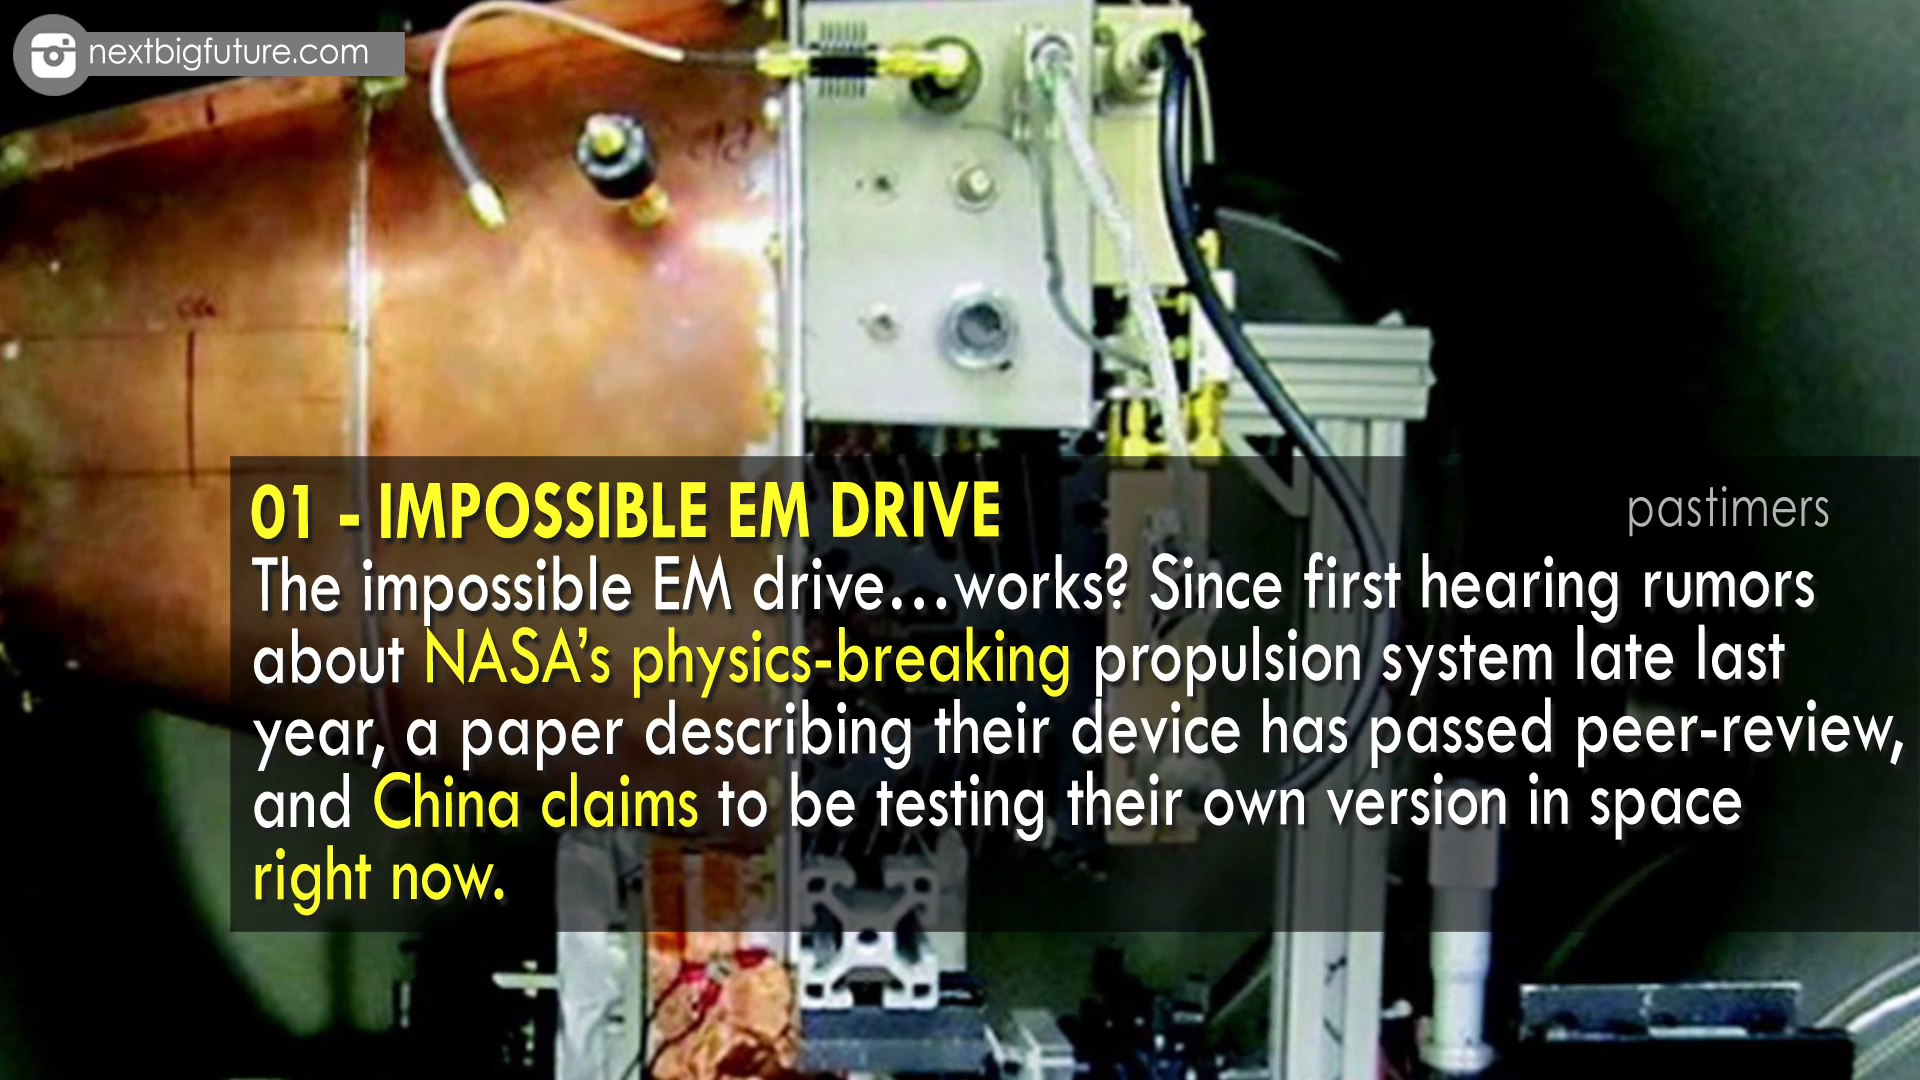 nextbigfuture.com
01 - IMPOSSIBLE EM DRIVE
pastimers
The impossible EM drive...works? Since first hearing rumors
about NASA's physics-breaking propulsion system late last
year, a paper describing their device has passed peer-review,
and China claims to be testing their own version in space
right now.